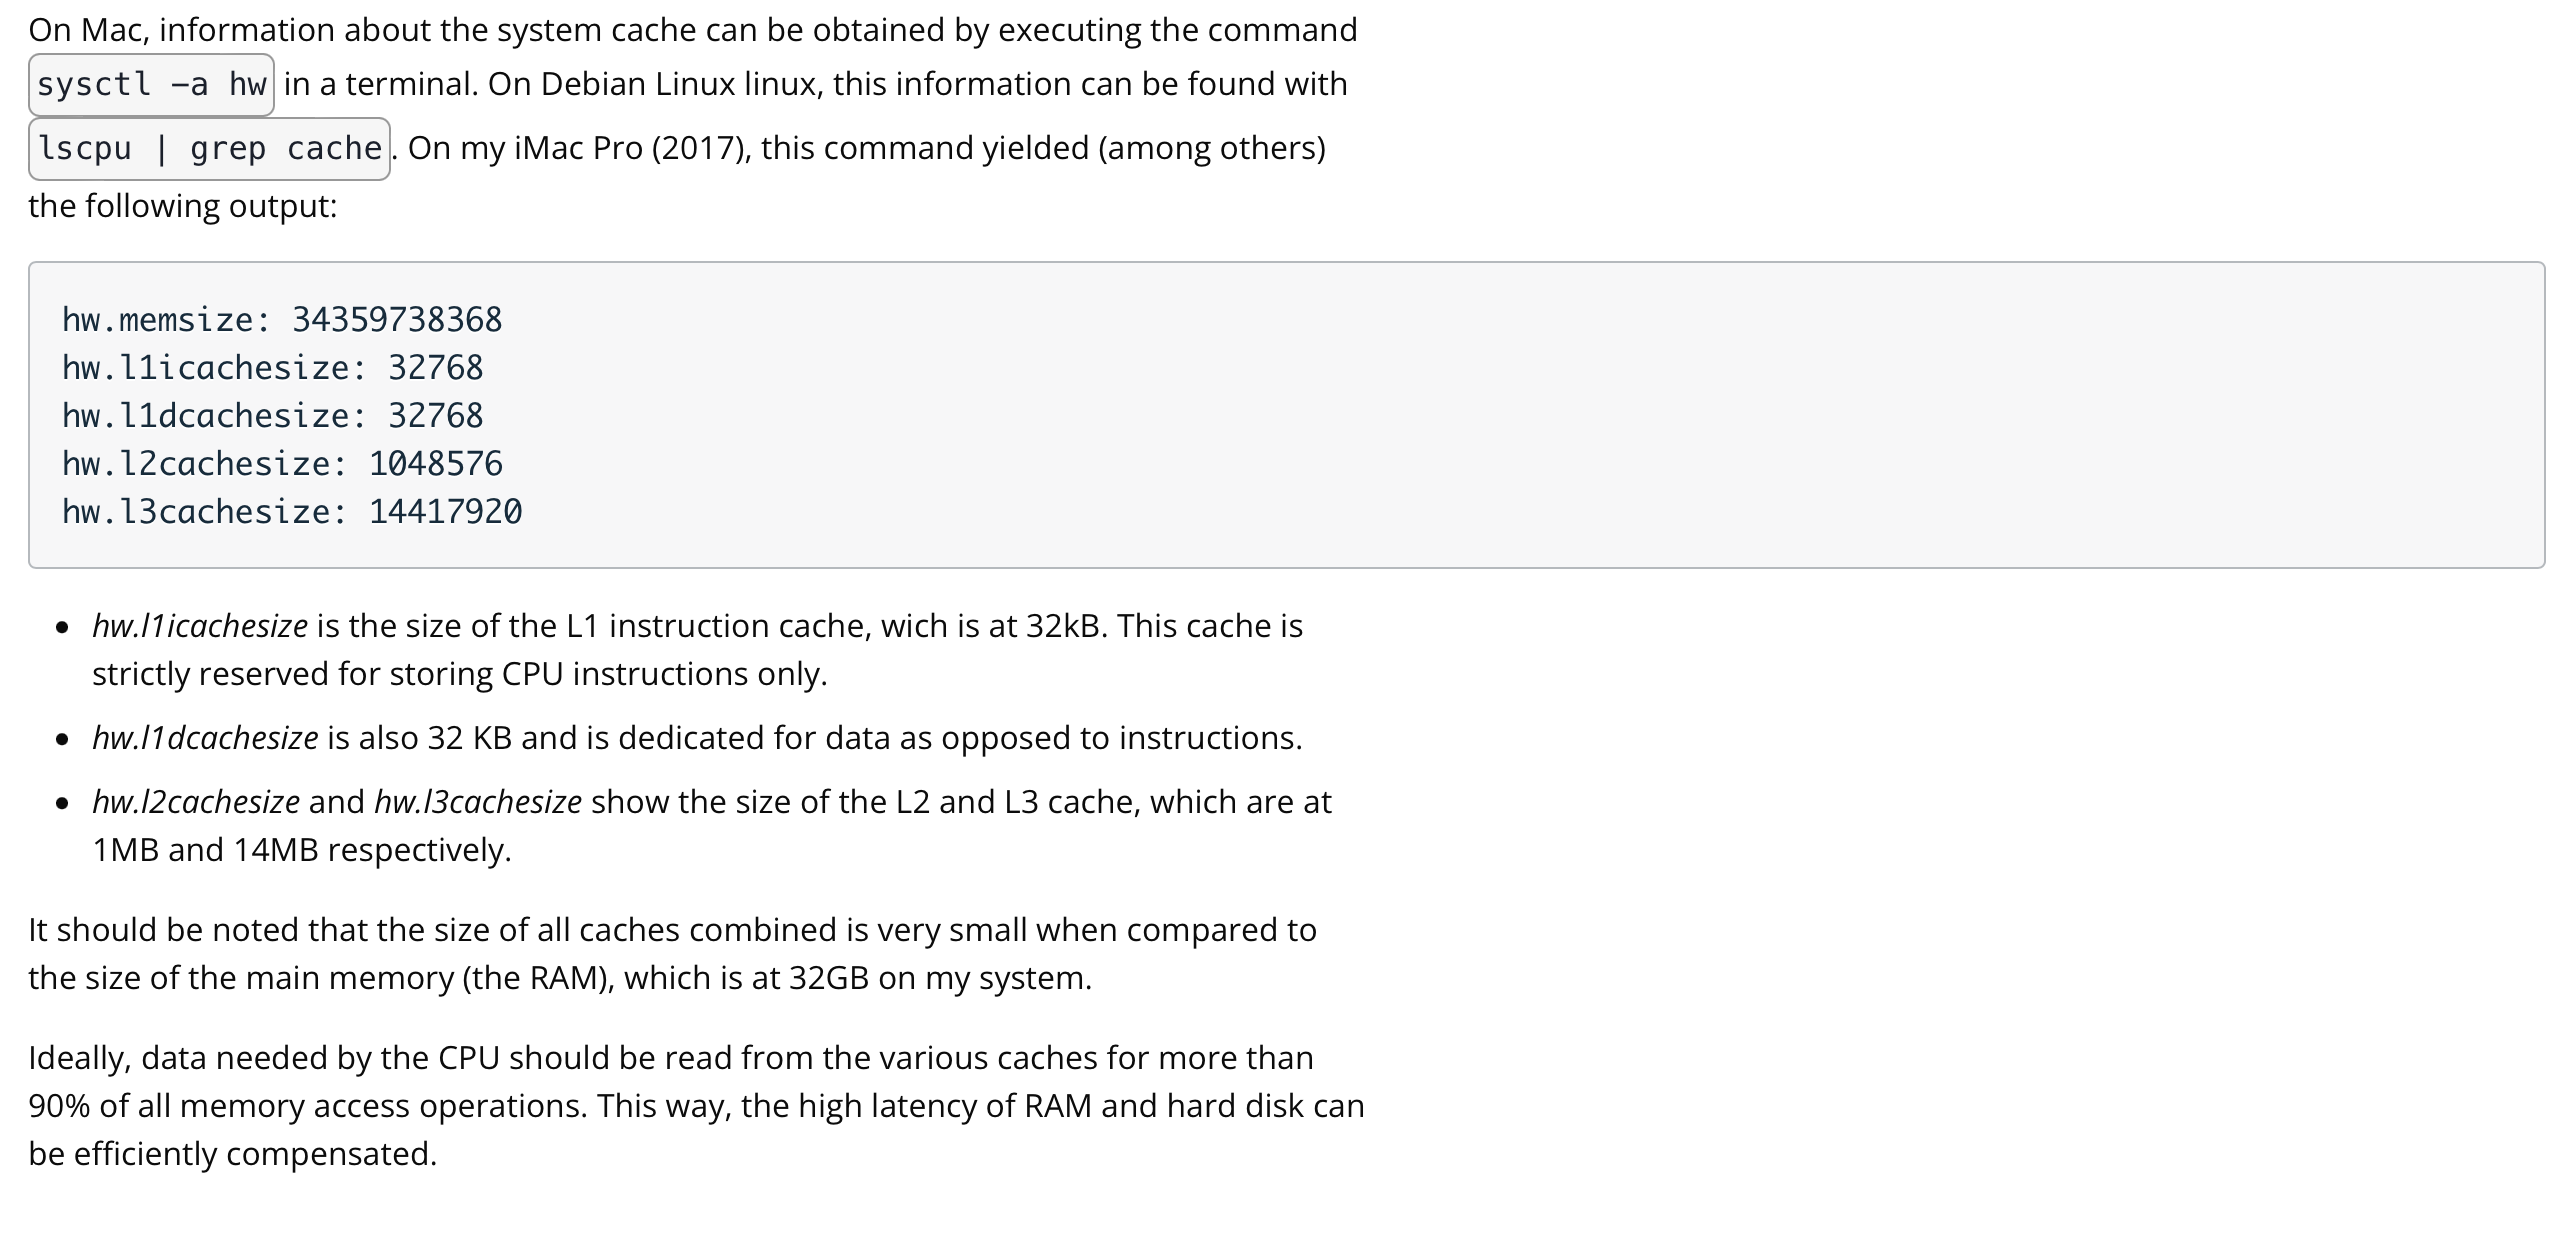 On Mac, information about the system cache can be obtained by executing the command
sysctl -a hw in a terminal. On Debian Linux linux, this information can be found with
lscpu | grep cache. On my iMac Pro (2017), this command yielded (among others)
the following output:
hw.memsize: 34359738368
hw.l1icachesize: 32768
hw.l1dcachesize: 32768
hw.l2cachesize: 1048576
hw.l3cachesize: 14417920
• hw.l1icachesize is the size of the L1 instruction cache, wich is at 32kB. This cache is
strictly reserved for storing CPU instructions only.
• hw.l1dcachesize is also 32 KB and is dedicated for data as opposed to instructions.
• hw.l2cachesize and hw.l3cachesize show the size of the L2 and L3 cache, which are at
1MB and 14MB respectively.
It should be noted that the size of all caches combined is very small when compared to
the size of the main memory (the RAM), which is at 32GB on my system.
Ideally, data needed by the CPU should be read from the various caches for more than
90% of all memory access operations. This way, the high latency of RAM and hard disk can
be efficiently compensated.